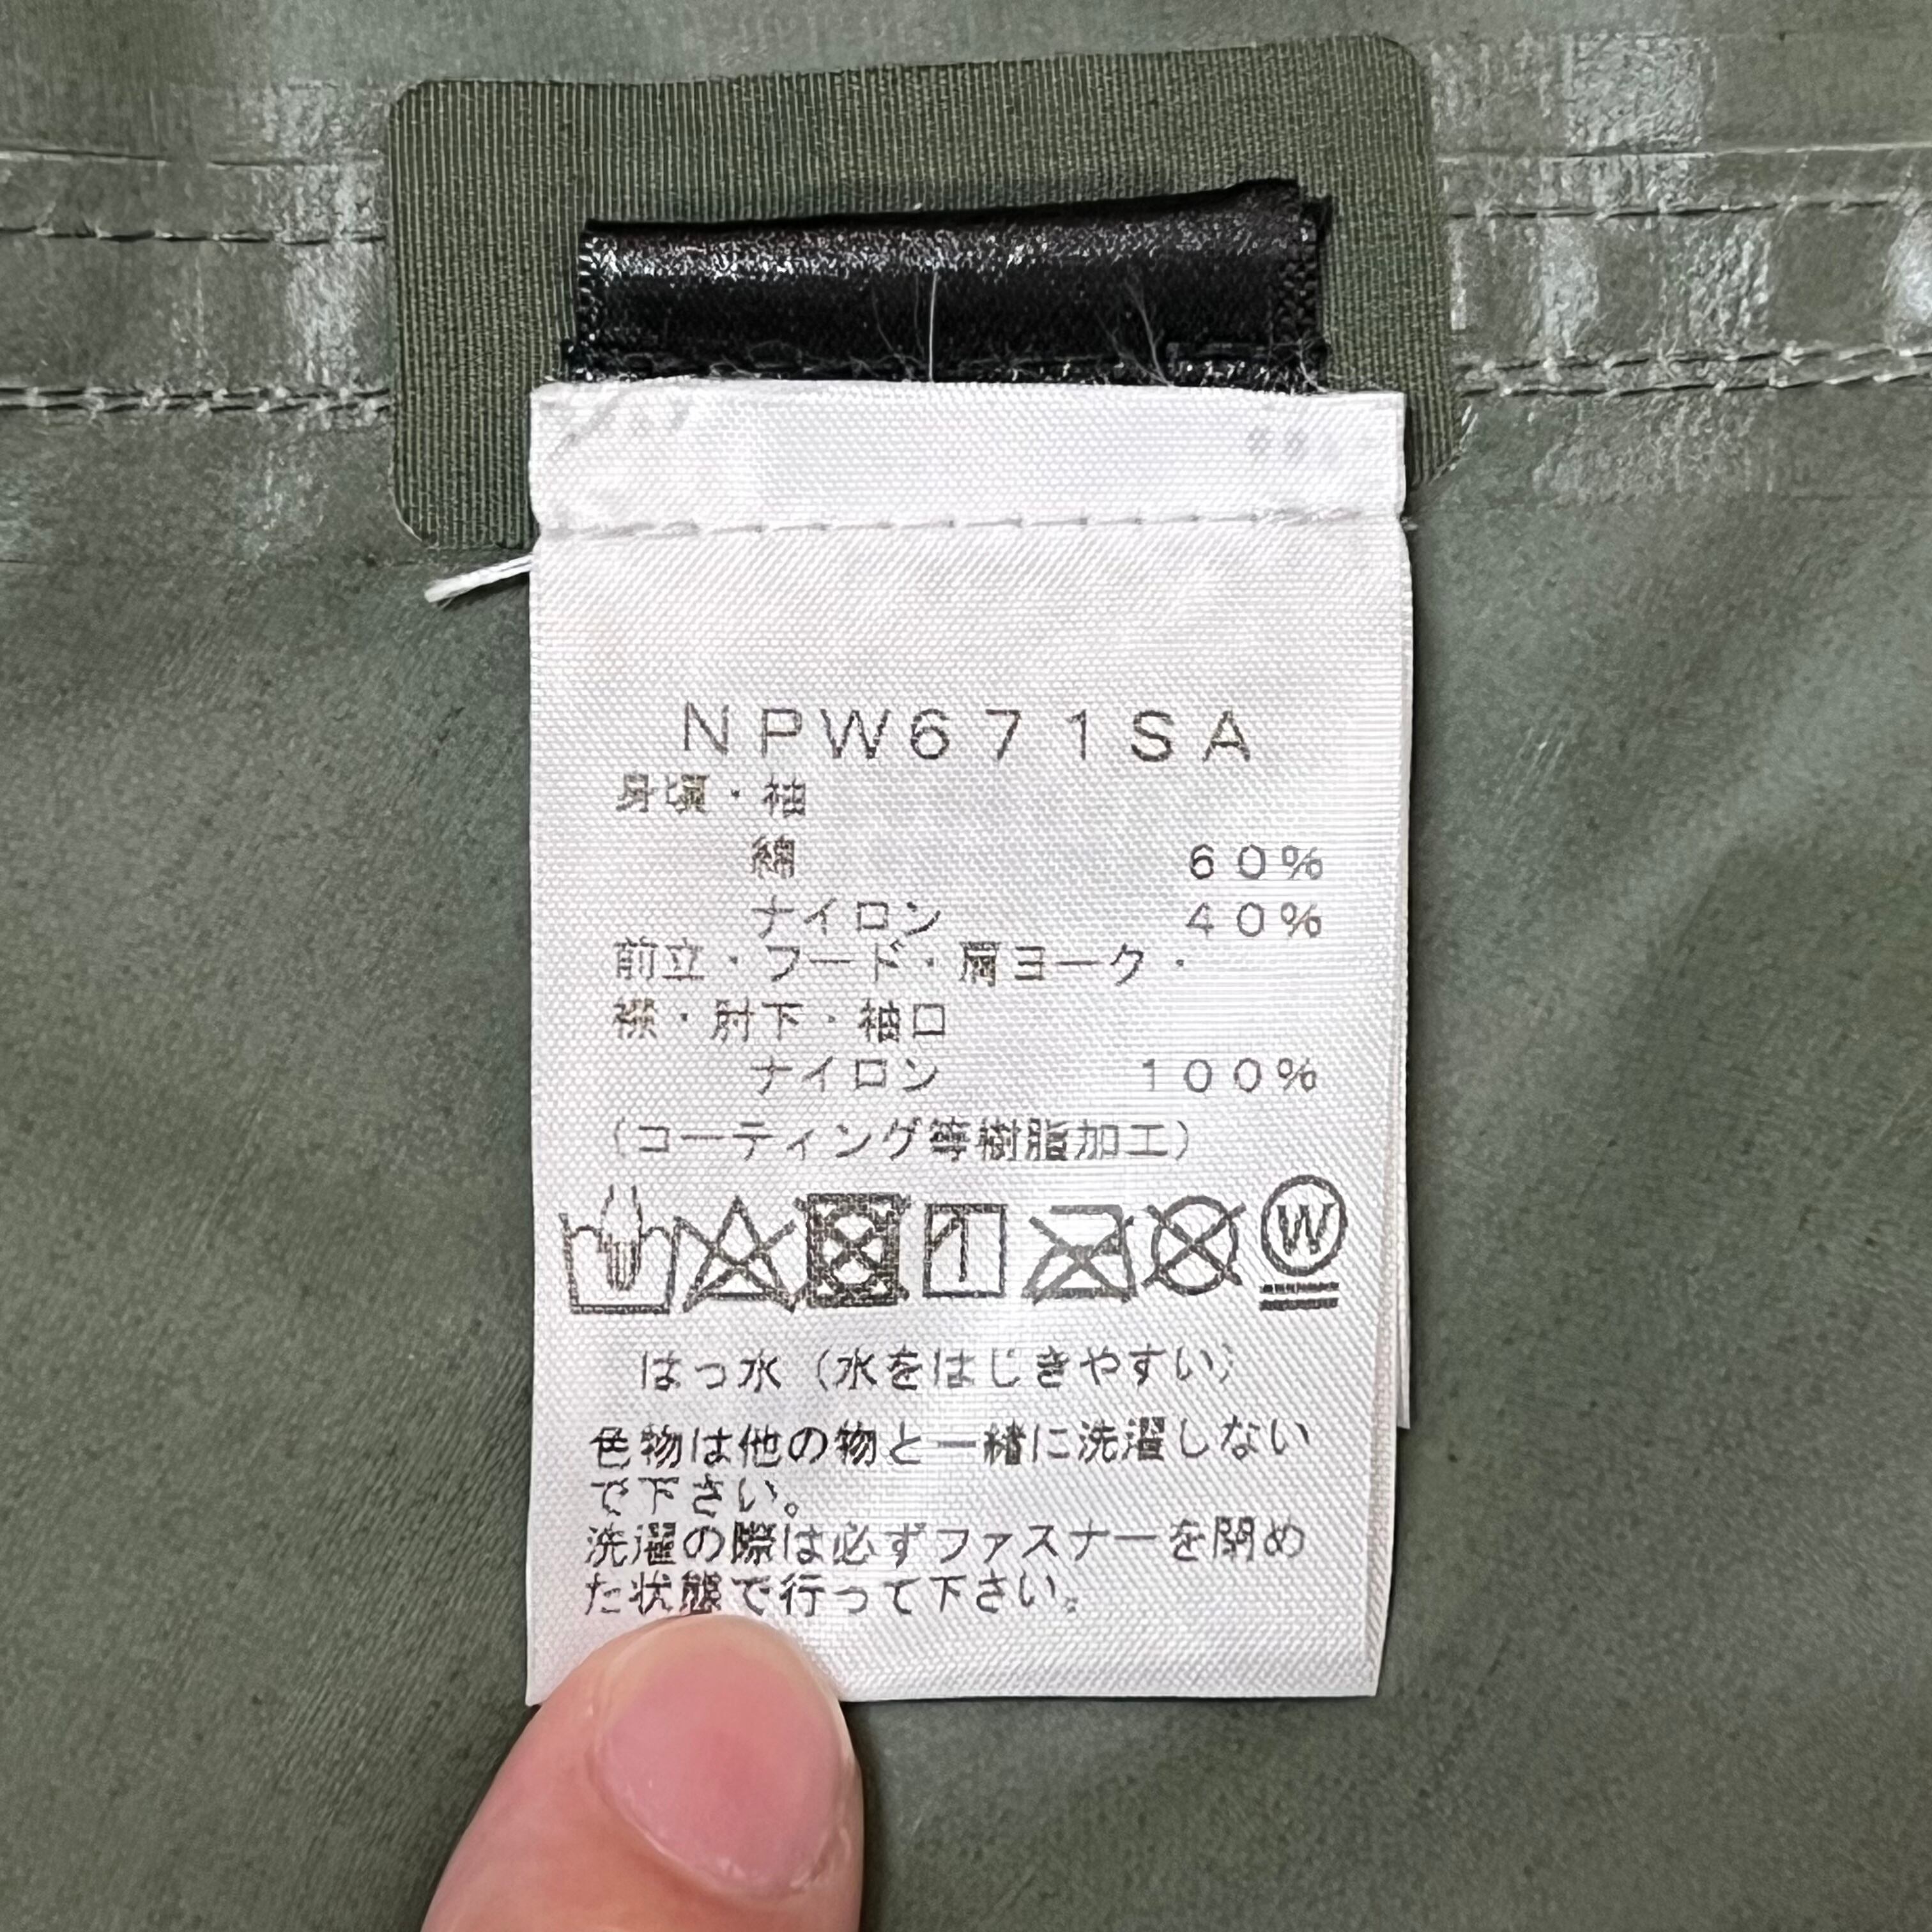 NPW671SA
身頃・袖
綿 60%
ナイロン 40%
前立・フード・肩ヨーク・
襟・肘下・袖口
ナイロン 100%
(コーティング等樹脂加工)
W
はっ水(水をはじきやすい)
色物は他の物と一緒に洗濯しない
で下さい。
洗濯の際は必ずファスナーを閉め
た状態で行って下さい。